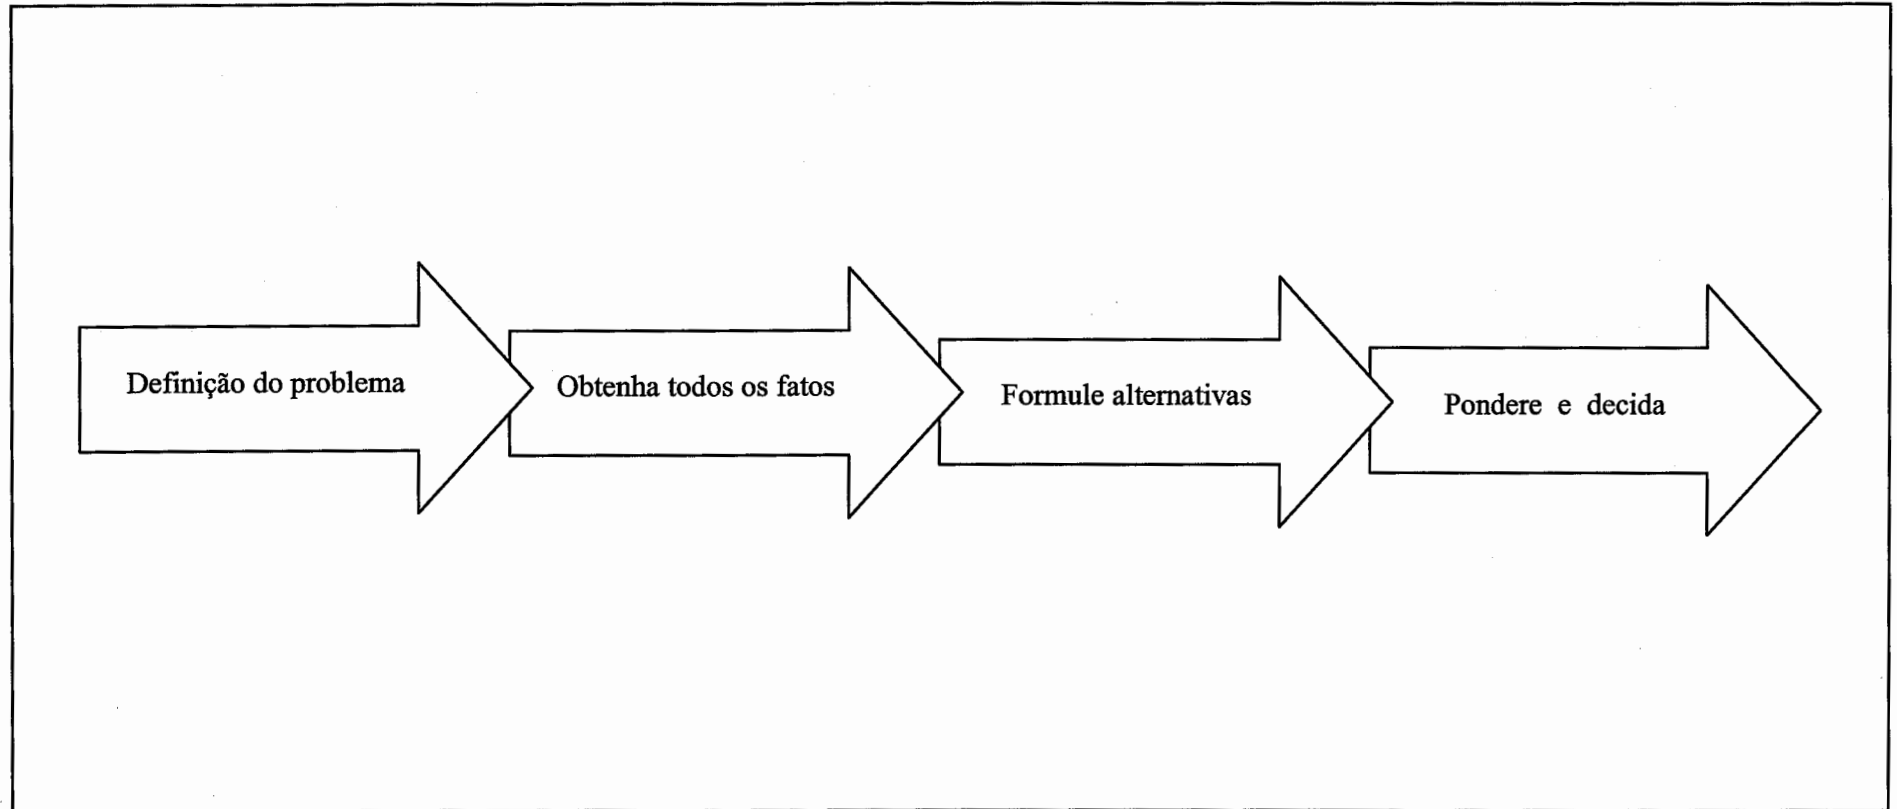 Definição do problema
Obtenha todos os fatos
Formule alternativas
Pondere e decida